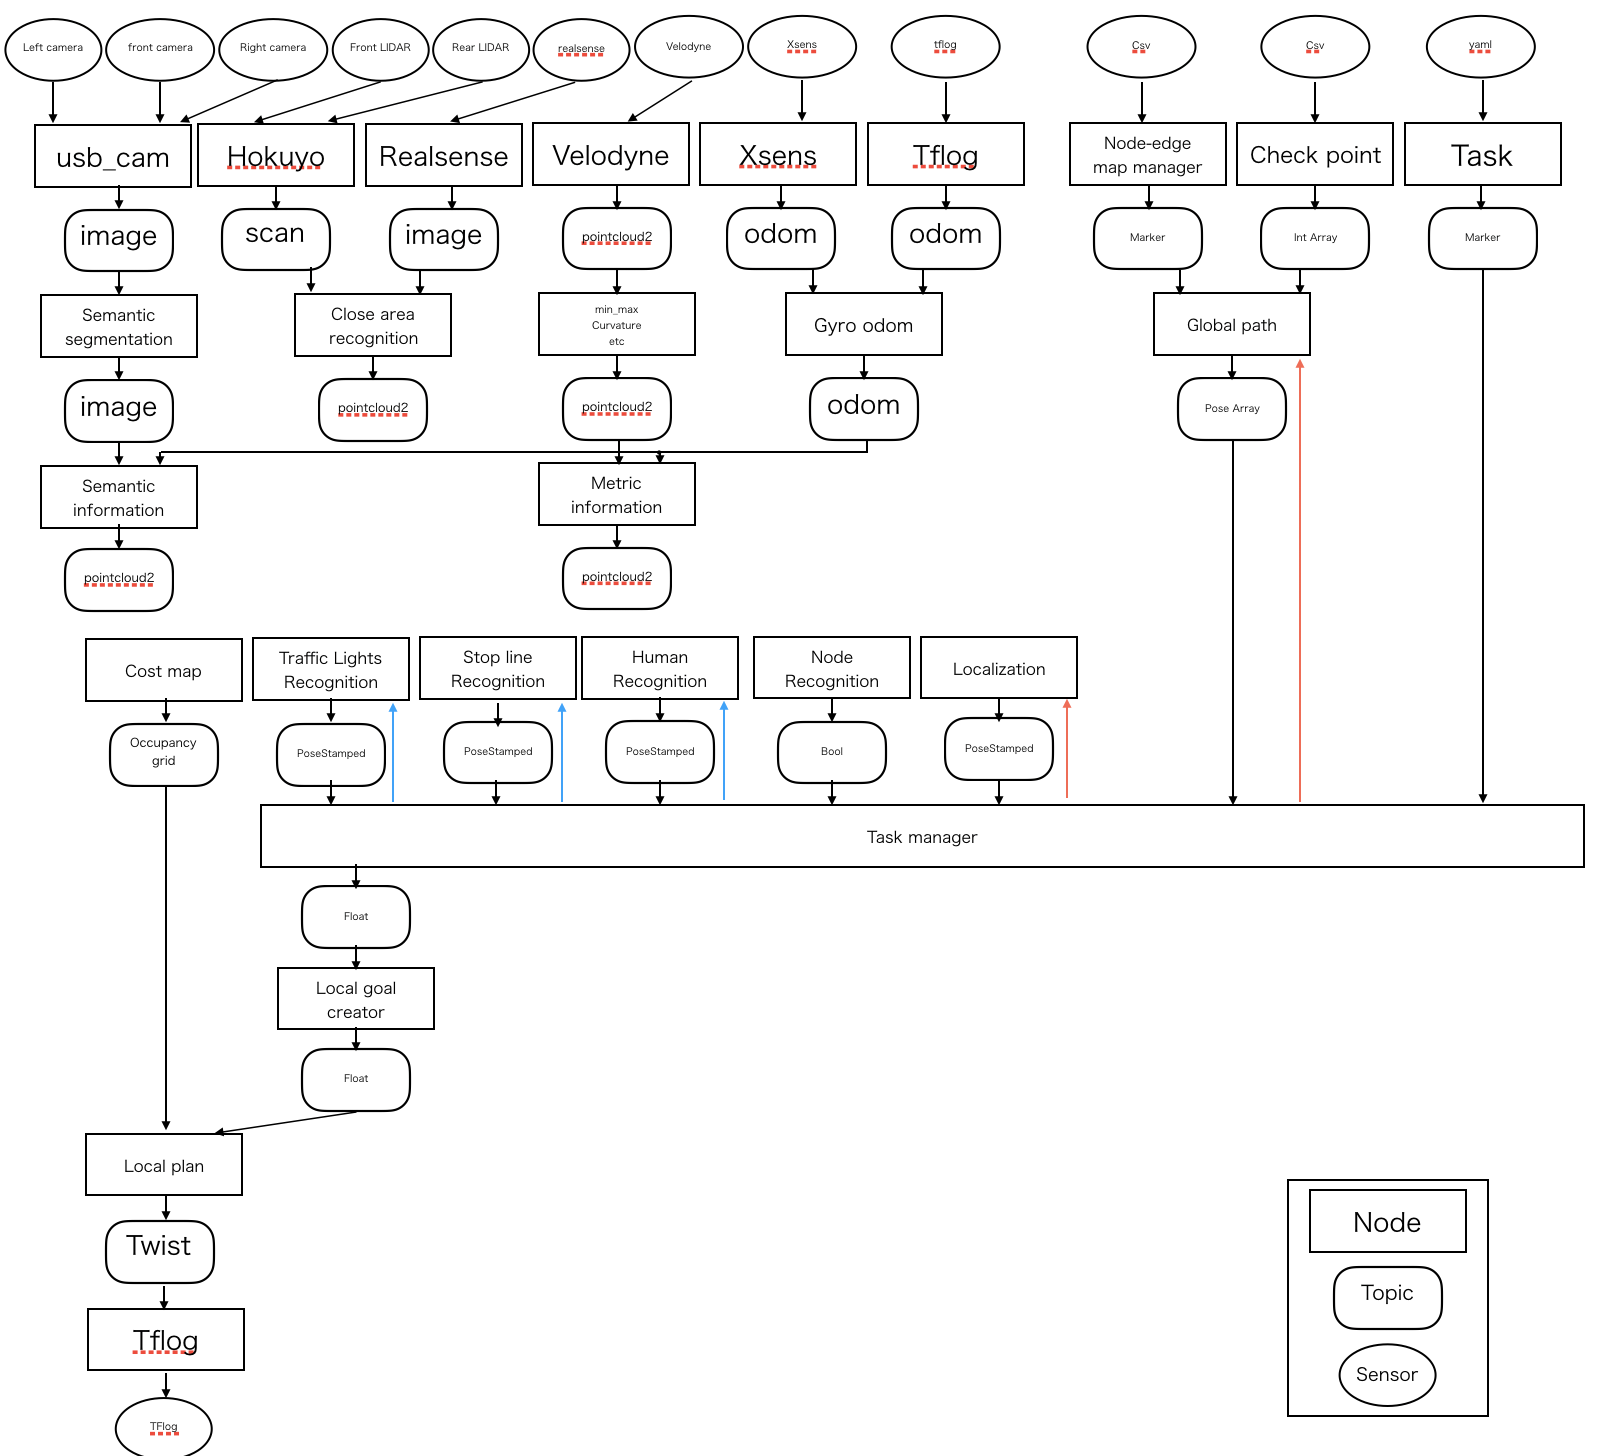 Left camera
front camera
Right camera
Front LIDAR
Rear LIDAR
realsense
Velodyne
Xsens
tflog
Csv
Csv
yaml
usb_cam
Hokuyo
Realsense
Velodyne
Xsens
Tflog
Node-edge
map manager
Check point
Task
image
scan
image
pointcloud2
odom
odom
Marker
Int Array
Marker
Semantic
segmentation
Close area
recognition
min_max
Curvature
etc
Gyro odom
Global path
image
pointcloud2
pointcloud2
odom
Pose Array
Semantic
information
Metric
information
pointcloud2
pointcloud2
Cost map
Traffic Lights
Recognition
Stop line
Recognition
Human
Recognition
Node
Recognition
Localization
Occupancy
grid
PoseStamped
PoseStamped
PoseStamped
Bool
PoseStamped
Task manager
Float
Local goal
creator
Float
Local plan
Twist
Tflog
TFlog
Node
Topic
Sensor